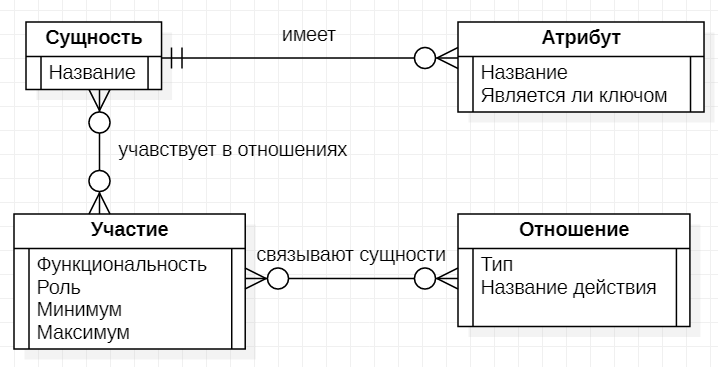 Сущность
Название
имеет
Атрибут
Название
Является ли ключом
учавствует в отношениях
Участие
Функциональность
Роль
Минимум
Максимум
связывают сущности
Отношение
Тип
Название действия